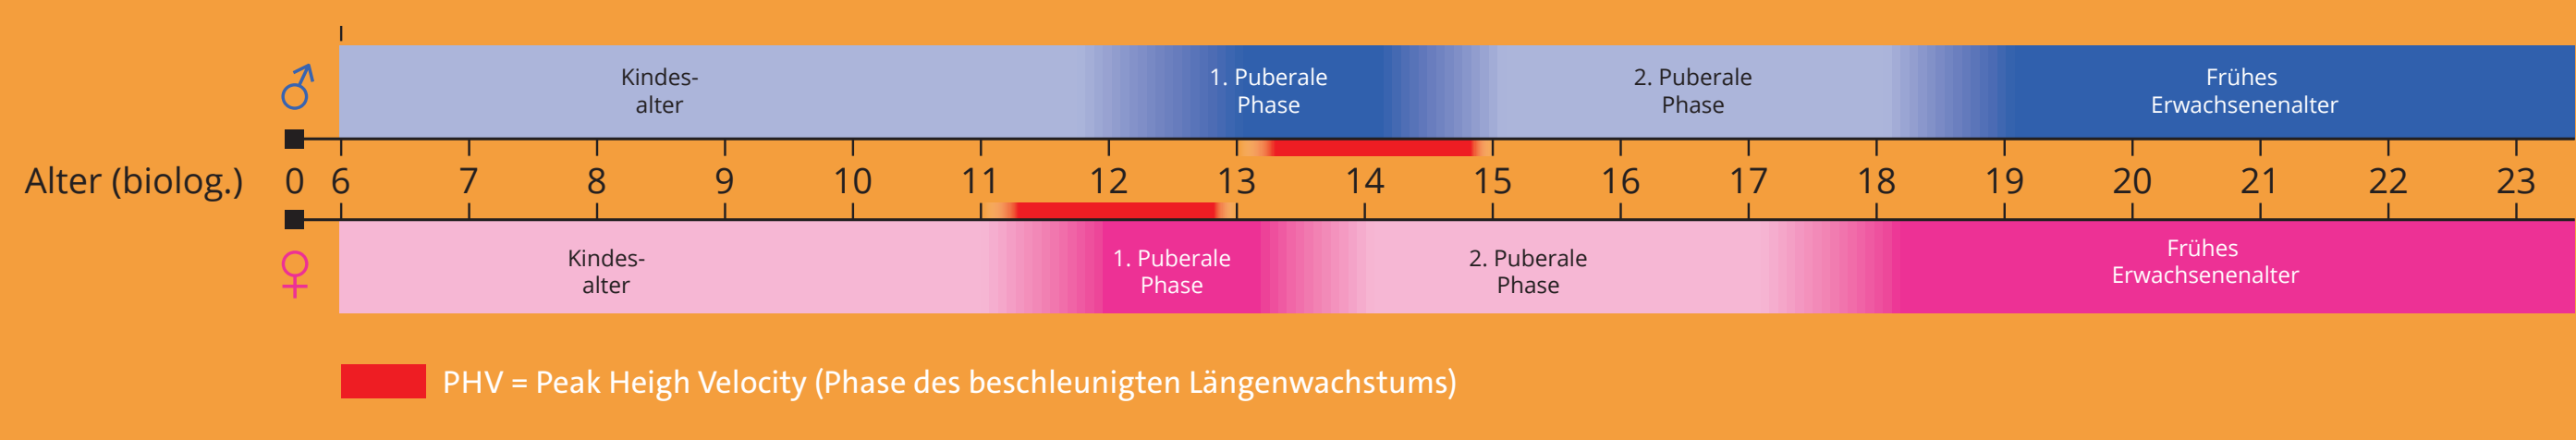 Kindes-
alter
1. Puberale
Phase
2. Puberale
Phase
Frühes
Erwachsenenalter
Alter (biolog.) 0 6 7 8 9 10 11 12 13 14 15 16 17 18 19 20 21 22 23
Kindes-
alter
1. Puberale
Phase
2. Puberale
Phase
Frühes
Erwachsenenalter
PHV = Peak Heigh Velocity (Phase des beschleunigten Längenwachstums)